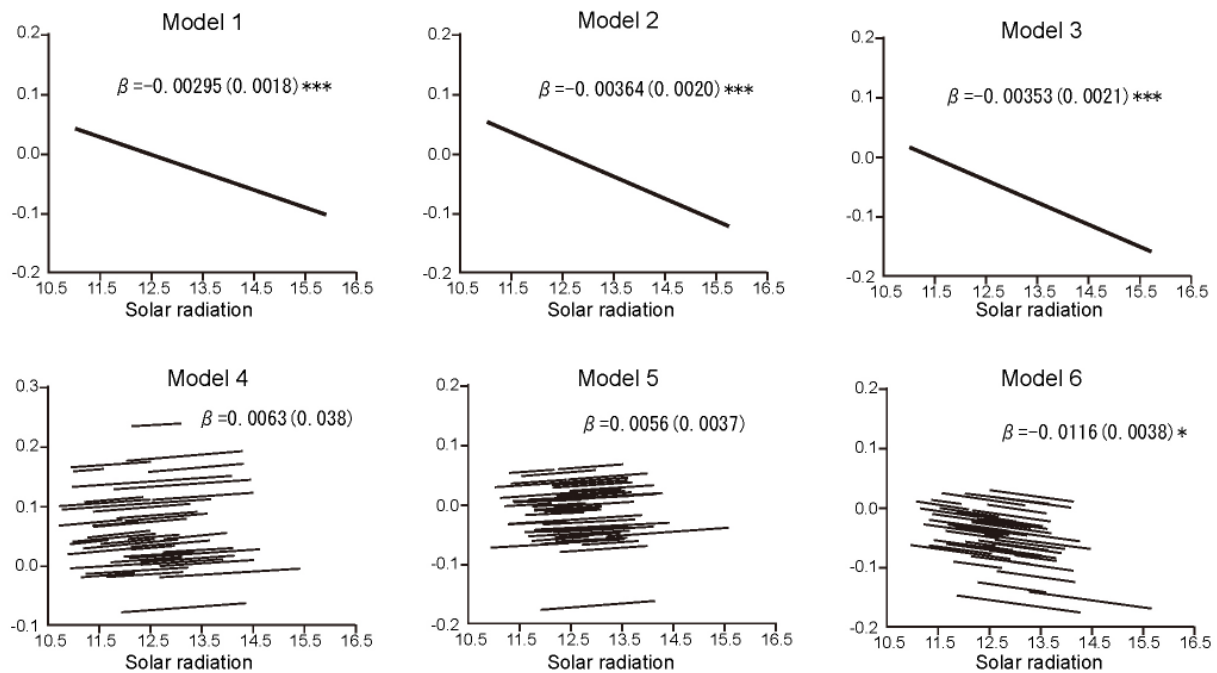 Model 1
0.2
0.1
0.0
-0.1
-0.2
β=-0.00295(0.0018)***
10.5 11.5 12.5 13.5 14.5 15.5 16.5
Solar radiation
Model 2
0.2
0.1
0.0
-0.1
-0.2
β=-0.00364(0.0020)***
10.5 11.5 12.5 13.5 14.5 15.5 16.5
Solar radiation
Model 3
0.2
0.1
0.0
-0.1
-0.2
β=-0.00353(0.0021)***
10.5 11.5 12.5 13.5 14.5 15.5 16.5
Solar radiation
Model 4
0.3
0.2
0.1
0.0
-0.1
β=0.0063(0.038)
10.5 11.5 12.5 13.5 14.5 15.5 16.5
Solar radiation
Model 5
0.2
0.1
0.0
-0.1
-0.2
β=0.0056(0.0037)
10.5 11.5 12.5 13.5 14.5 15.5 16.5
Solar radiation
Model 6
0.2
0.1
0.0
-0.1
-0.2
β=-0.0116(0.0038)*
10.5 11.5 12.5 13.5 14.5 15.5 16.5
Solar radiation